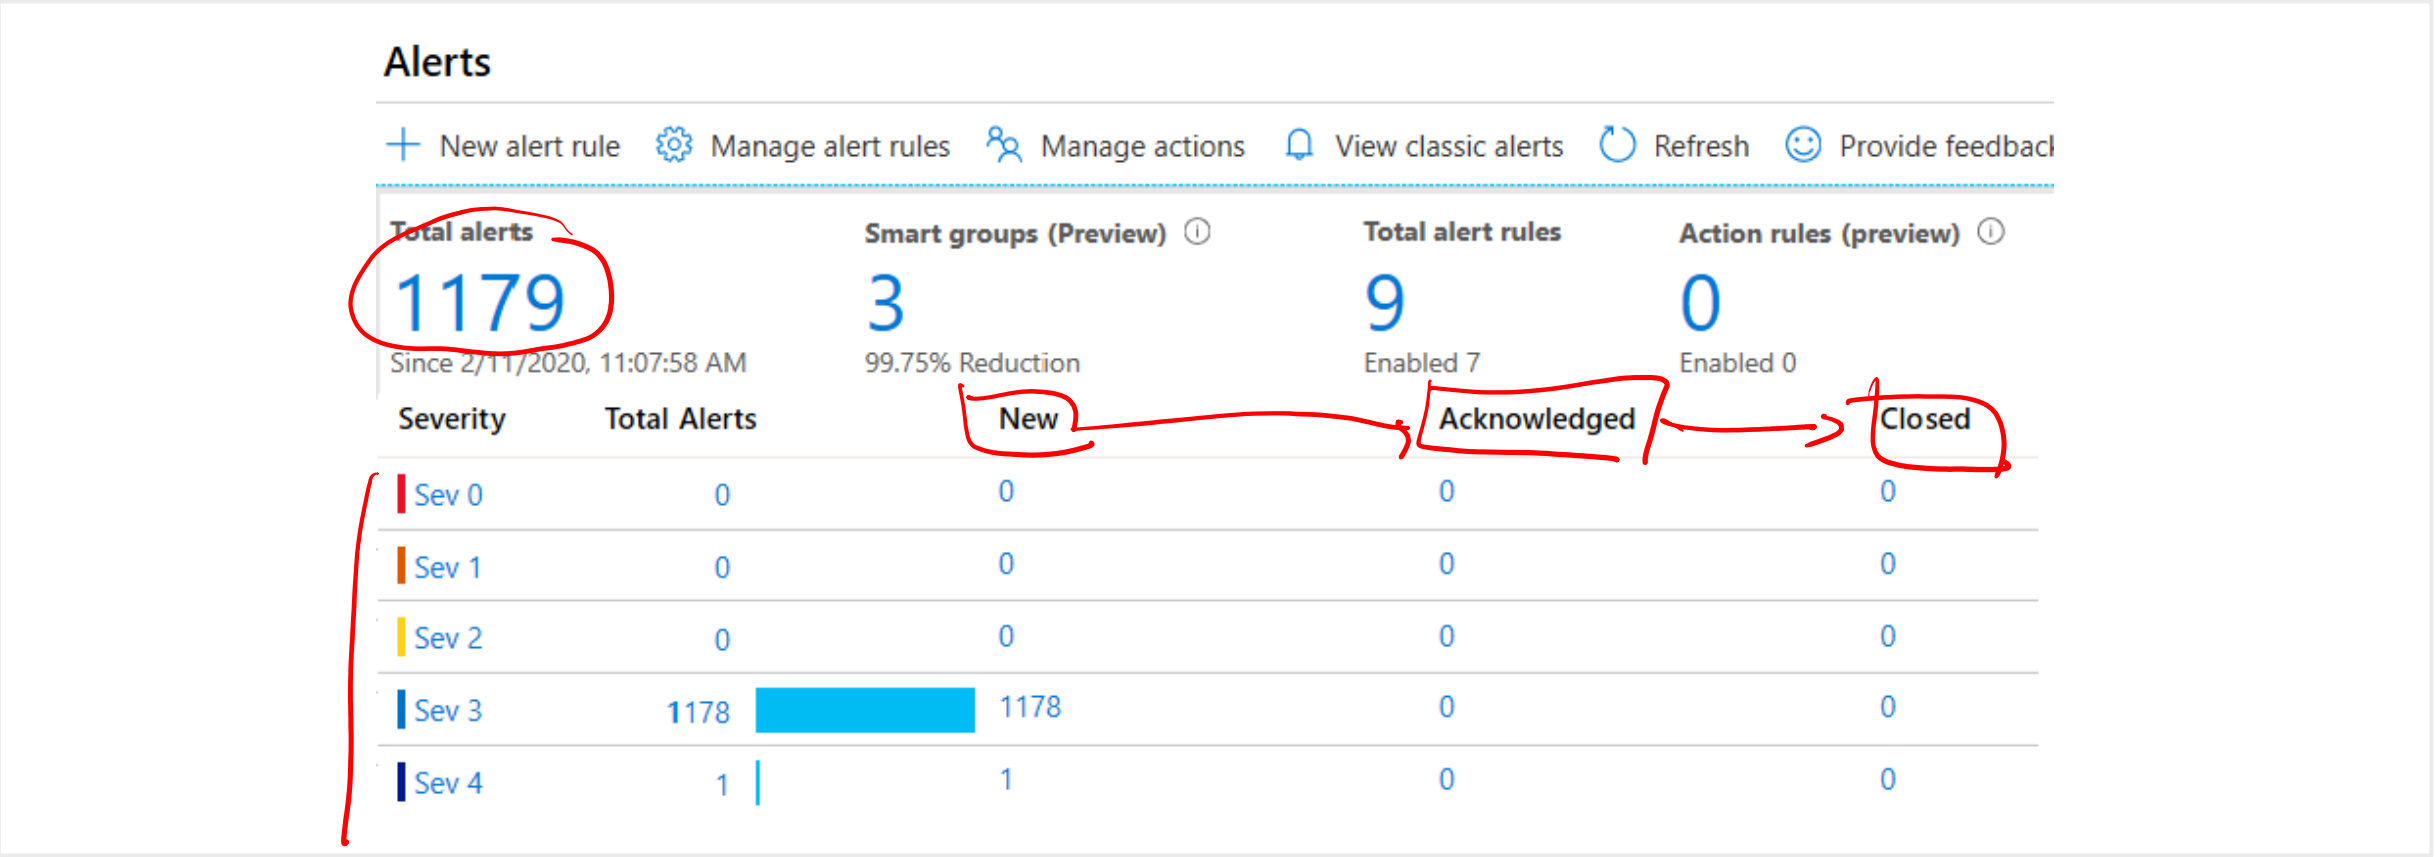 Alerts
New alert rule Manage alert rules Manage actions View classic alerts Refresh Provide feedback
Total alerts Smart groups (Preview) Total alert rules Action rules (preview)
1179 3 9 0
Since 2/11/2020, 11:07:58 AM 99.75% Reduction Enabled 7 Enabled 0
Severity Total Alerts New Acknowledged Closed
Sev 0 0 0 0 0
Sev 1 0 0 0 0
Sev 2 0 0 0 0
Sev 3 1178 1178 0 0
Sev 4 1 1 0 0